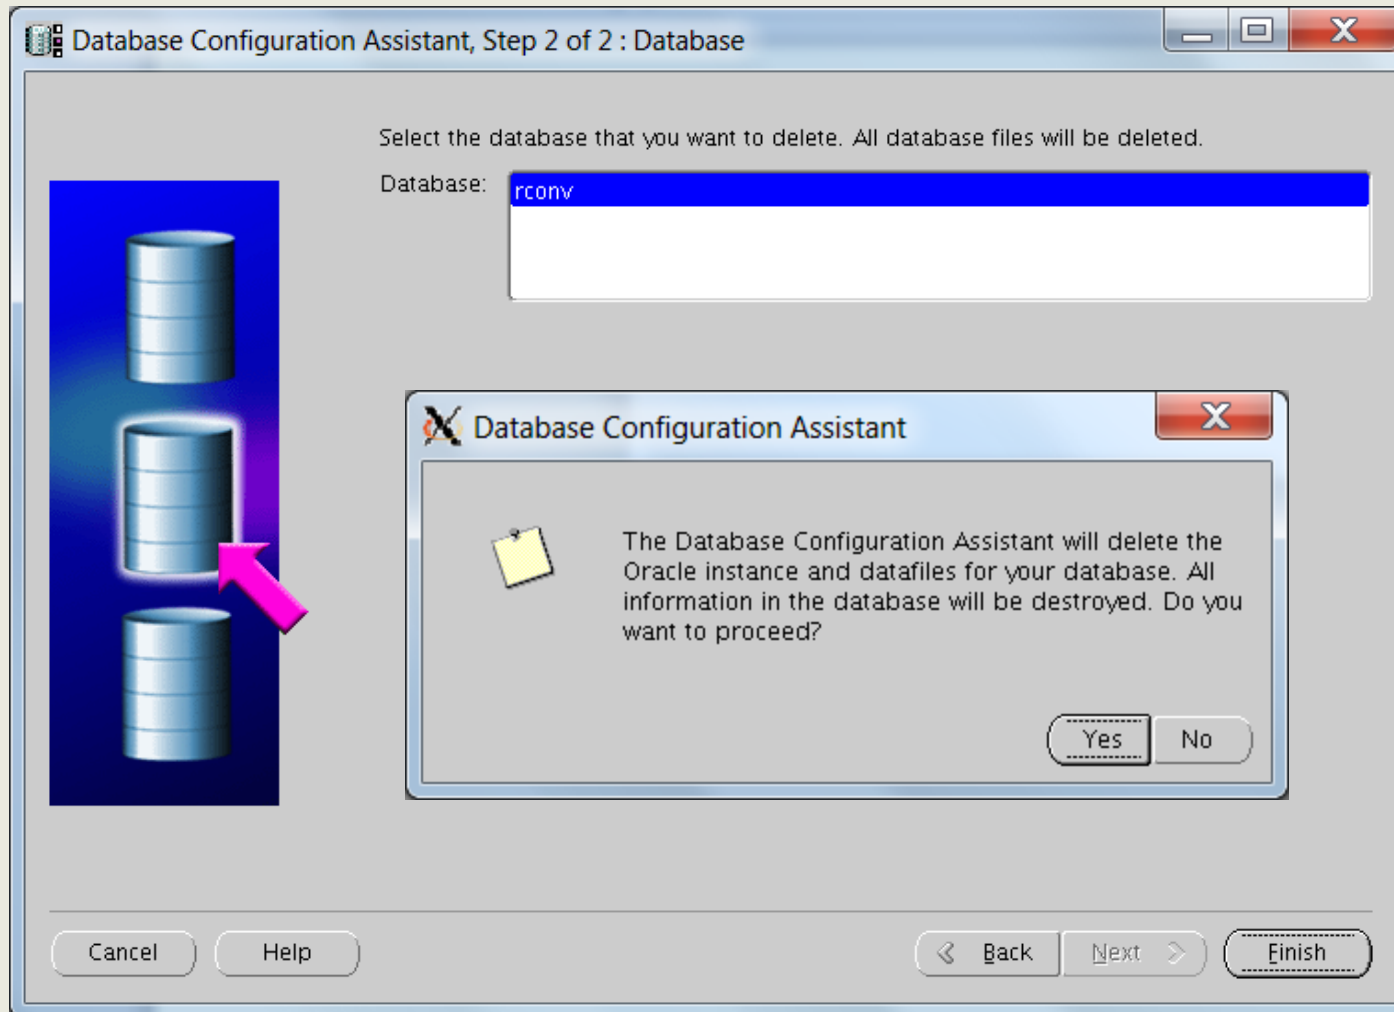 Database Configuration Assistant, Step 2 of 2 : Database
Select the database that you want to delete. All database files will be deleted.
Database:
rconv
Database Configuration Assistant
The Database Configuration Assistant will delete the
Oracle instance and datafiles for your database. All
information in the database will be destroyed. Do you
want to proceed?
Yes
No
Cancel
Help
Back
Next
Finish